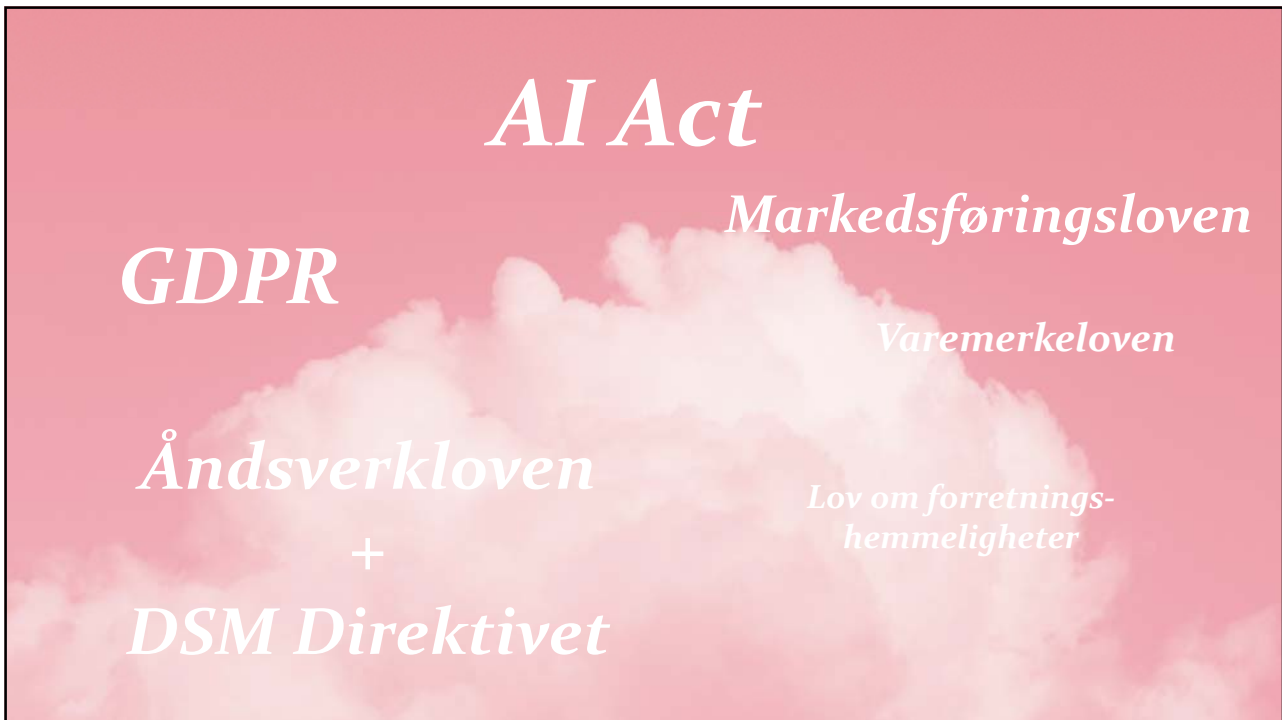 AI Act
Markedsføringsloven
GDPR
Varemerkeloven
Åndsverkloven
+
DSM Direktivet
Lov om forretnings-
hemmeligheter